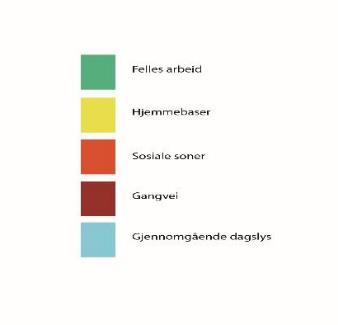 Felles arbeid
Hjemmebaser
Sosiale soner
Gangvei
Gjennomgående dagslys